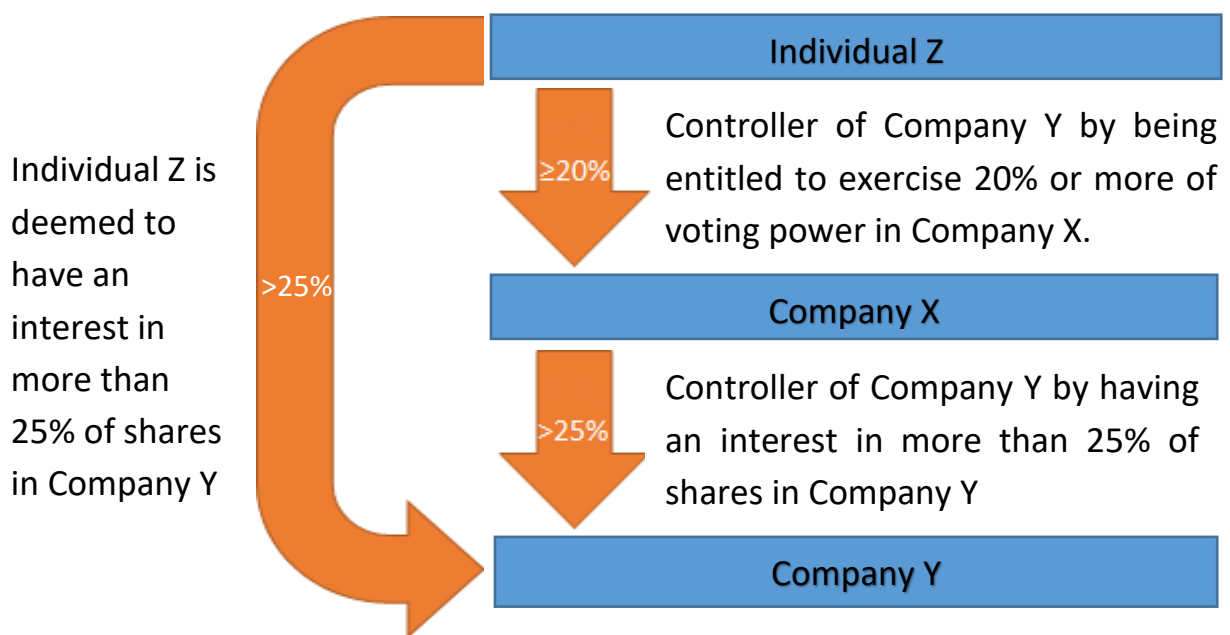 Individual Z
≥20%
Controller of Company Y by being
entitled to exercise 20% or more of
voting power in Company X.
Individual Z is
deemed to
have an
interest in
more than
25% of shares
in Company Y
>25%
Company X
>25%
Controller of Company Y by having
an interest in more than 25% of
shares in Company Y
Company Y